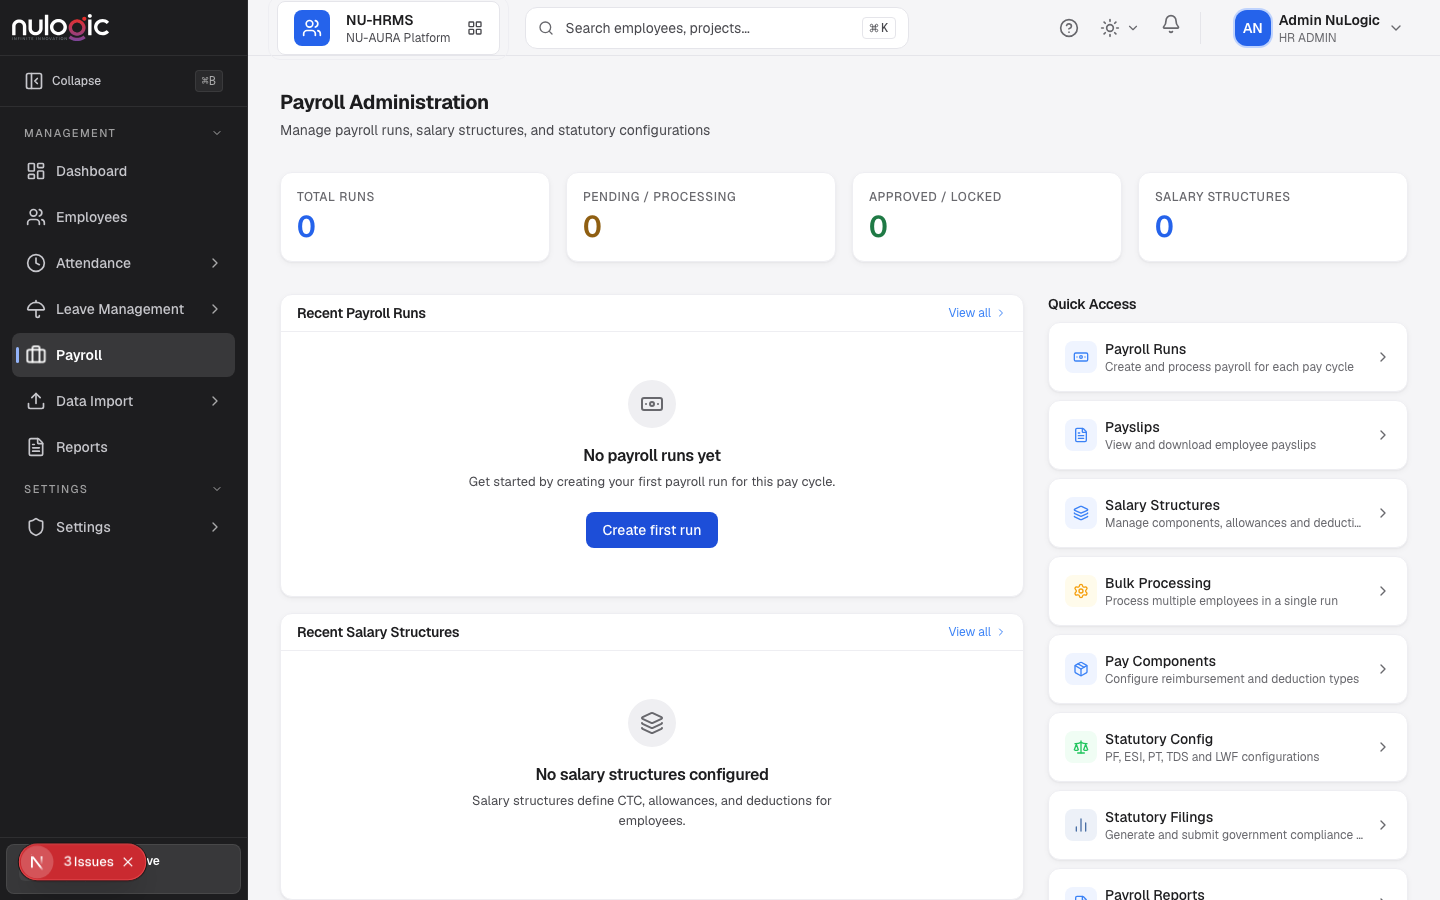 nulogic
INFINITE INNOVATION
Collapse
⌘B
MANAGEMENT
Dashboard
Employees
Attendance
Leave Management
Payroll
Data Import
Reports
SETTINGS
Settings
3 Issues
ve
NU-HRMS
NU-AURA Platform
Search employees, projects...
⌘ K
AN
Admin NuLogic
HR ADMIN
Payroll Administration
Manage payroll runs, salary structures, and statutory configurations
TOTAL RUNS
0
PENDING / PROCESSING
0
APPROVED / LOCKED
0
SALARY STRUCTURES
0
Recent Payroll Runs
View all
No payroll runs yet
Get started by creating your first payroll run for this pay cycle.
Create first run
Recent Salary Structures
View all
No salary structures configured
Salary structures define CTC, allowances, and deductions for
employees.
Quick Access
Payroll Runs
Create and process payroll for each pay cycle
Payslips
View and download employee payslips
Salary Structures
Manage components, allowances and deducti...
Bulk Processing
Process multiple employees in a single run
Pay Components
Configure reimbursement and deduction types
Statutory Config
PF, ESI, PT, TDS and LWF configurations
Statutory Filings
Generate and submit government compliance ...
Payroll Reports